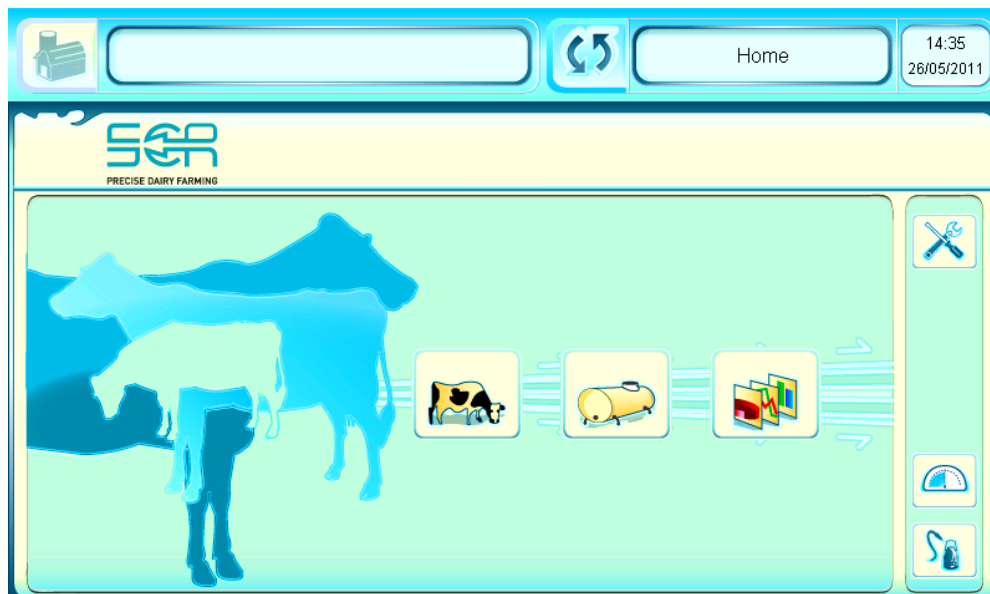 Home
14:35
26/05/2011
SCR
PRECISE DAIRY FARMING